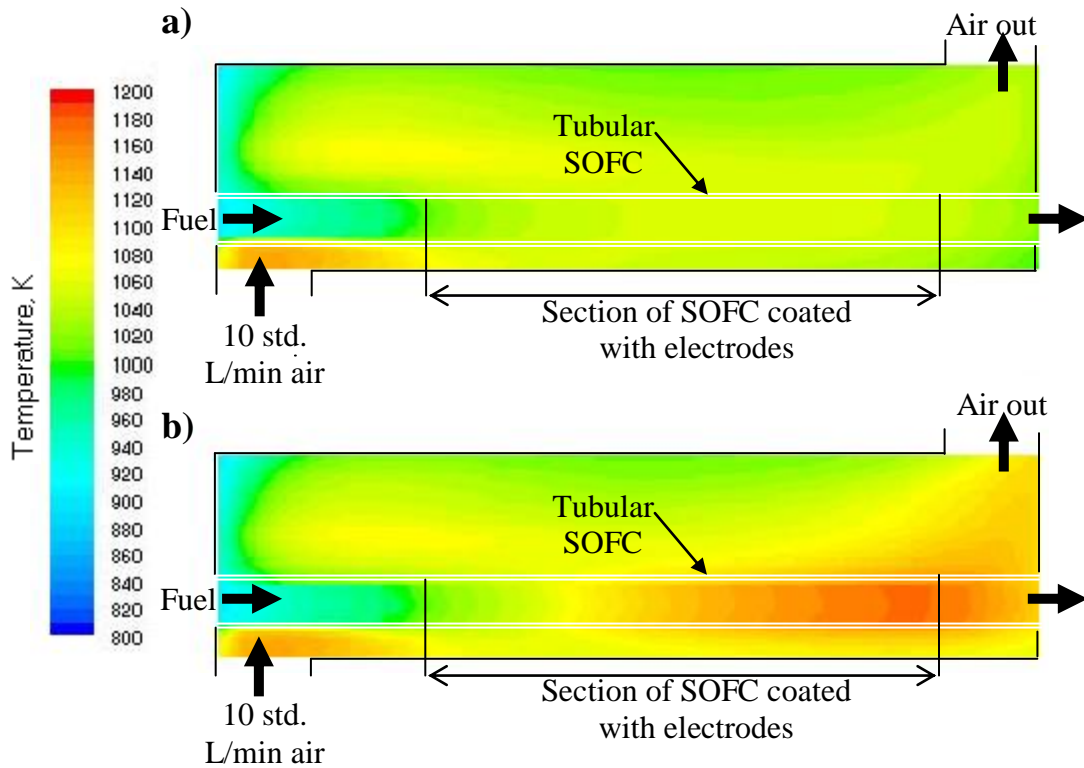 a)
Air out
Tubular
SOFC
Fuel
Section of SOFC coated
with electrodes
10 std.
L/min air
Temperature, K
1200
1180
1160
1140
1120
1100
1080
1060
1040
1020
1000
980
960
940
920
900
880
860
840
820
800
b)
Air out
Tubular
SOFC
Fuel
Section of SOFC coated
with electrodes
10 std.
L/min air